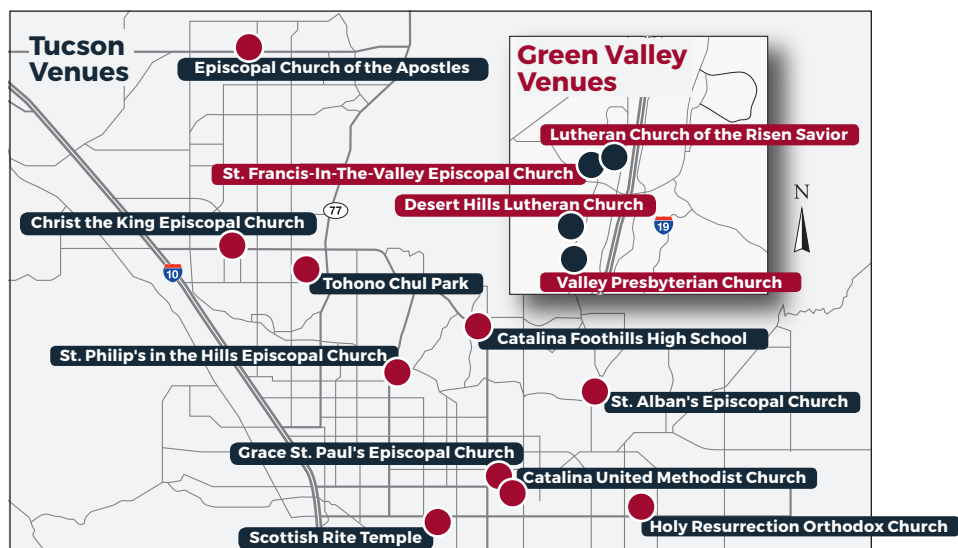 Tucson
Venues
Episcopal Church of the Apostles
Green Valley
Venues
Lutheran Church of the Risen Savior
St. Francis-In-The-Valley Episcopal Church
Desert Hills Lutheran Church
77
19
N
Christ the King Episcopal Church
10
Tohono Chul Park
Valley Presbyterian Church
Catalina Foothills High School
St. Philip's in the Hills Episcopal Church
St. Alban's Episcopal Church
Grace St. Paul's Episcopal Church
Catalina United Methodist Church
Holy Resurrection Orthodox Church
Scottish Rite Temple